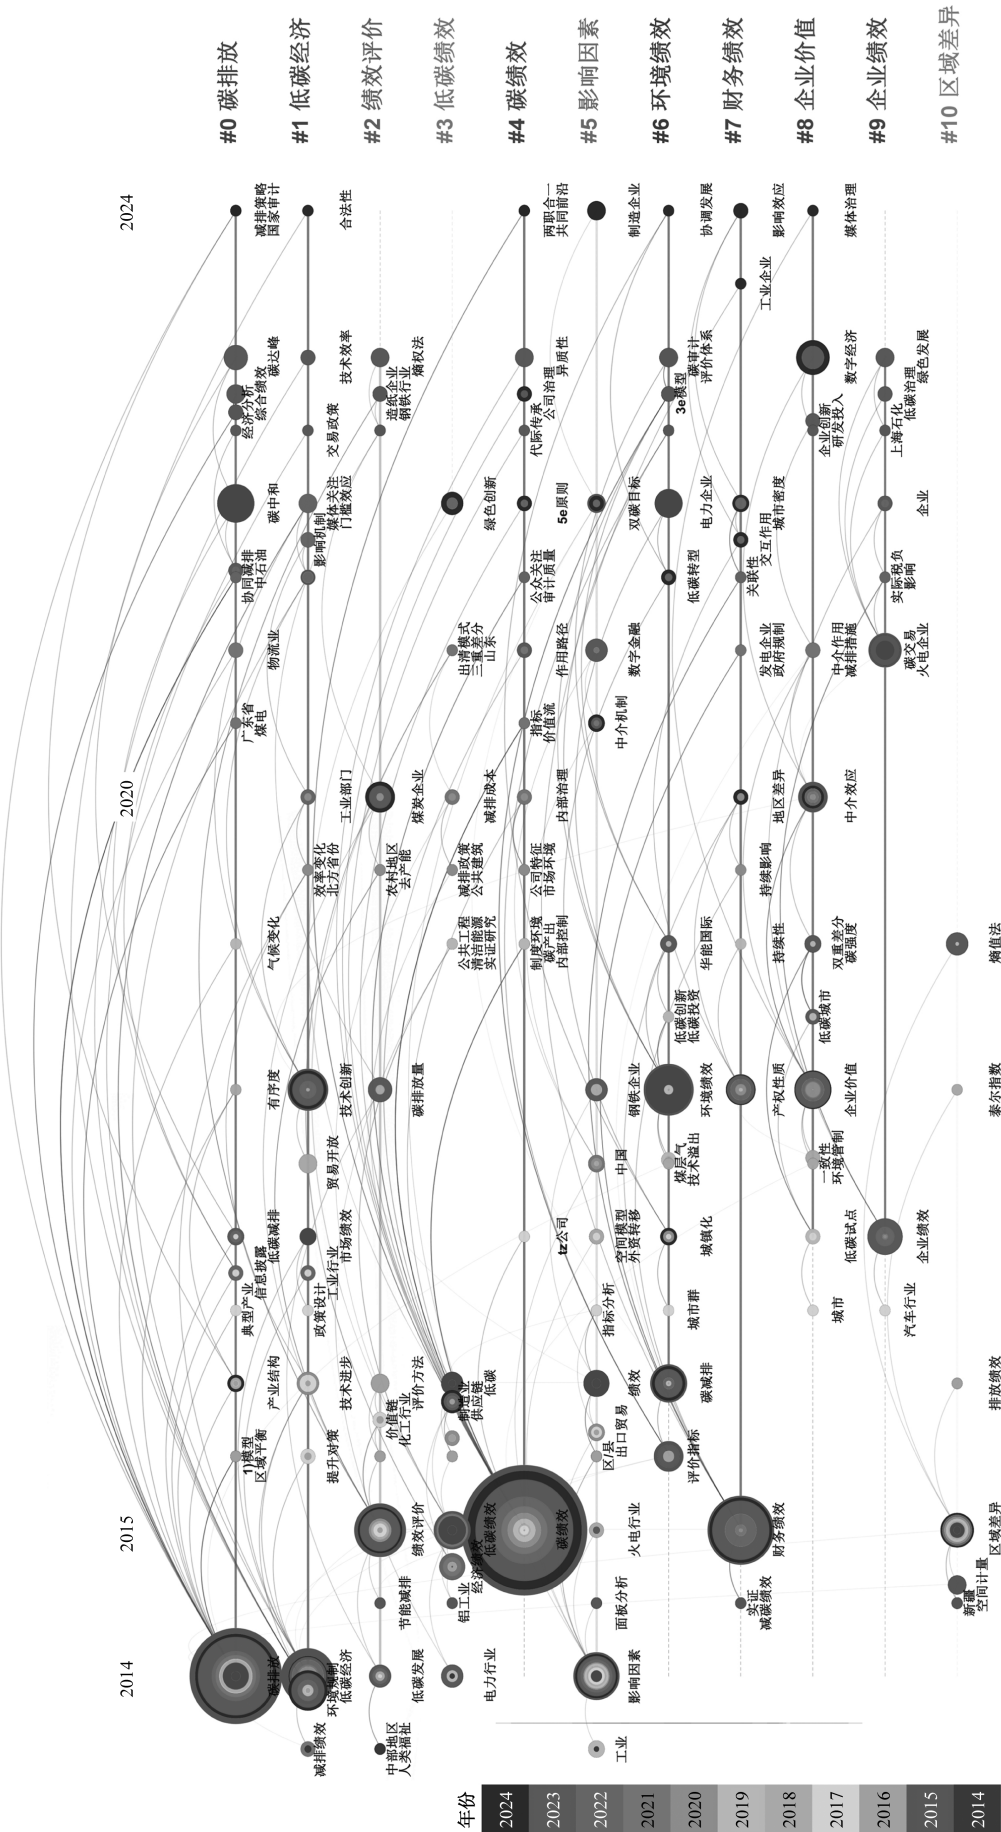 2014
2015
2020
2024
#0 碳排放
#1 低碳经济
#2 绩效评价
#3 低碳绩效
#4 碳绩效
#5 影响因素
#6 环境绩效
#7 财务绩效
#8 企业价值
#9 企业绩效
#10 区域差异
碳排放
1)模型
区域平衡
产业结构
典型产业
信息披露
低碳减排
有序度
气候变化
广东省
煤电
物流业
协同减排
中石油
碳中和
经济分析
综合绩效
碳达峰
减排策略
国家审计
减排绩效
环境规制
低碳经济
提升对策
技术进步
政策设计
工业行业
市场绩效
贸易开放
技术创新
效率变化
北方省份
工业部门
影响机制
媒体关注
门槛效应
交易政策
技术效率
合法性
中部地区
人类福祉
低碳发展
节能减排
绩效评价
价值链
化工行业
评价方法
碳排放量
农村地区
去产能
煤炭企业
造纸企业
钢铁行业
熵权法
电力行业
铝工业
经济绩效
低碳绩效
制造业
供应链
低碳
公共工程
清洁能源
实证研究
减排政策
公共建筑
减排成本
出清模式
三重差分
山东
绿色创新
碳绩效
tz公司
制度环境
碳产出
内部控制
公司特征
市场环境
内部治理
指标
价值流
作用路径
公众关注
审计质量
5e原则
代际传承
公司治理
异质性
两职合一
共同前沿
工业
影响因素
面板分析
火电行业
区/县
出口贸易
绩效
指标分析
空间模型
外资转移
中国
钢铁企业
中介机制
数字金融
双碳目标
制造企业
评价指标
碳减排
城市群
城镇化
煤层气
技术溢出
环境绩效
低碳创新
低碳投资
华能国际
低碳转型
电力企业
3e模型
碳审计
评价体系
协调发展
实证
减碳绩效
财务绩效
产权性质
持续性
持续影响
地区差异
发电企业
政府规制
关联性
交互作用
城市密度
工业企业
影响效应
城市
低碳试点
一致性
环境管制
企业价值
低碳城市
双重差分
碳强度
中介效应
中介作用
减排措施
企业创新
研发投入
数字经济
媒体治理
汽车行业
企业绩效
碳交易
火电企业
实际税负
影响
企业
上海石化
低碳治理
绿色发展
新疆
空间计量
区域差异
排放绩效
泰尔指数
熵值法
年份
2024
2023
2022
2021
2020
2019
2018
2017
2016
2015
2014